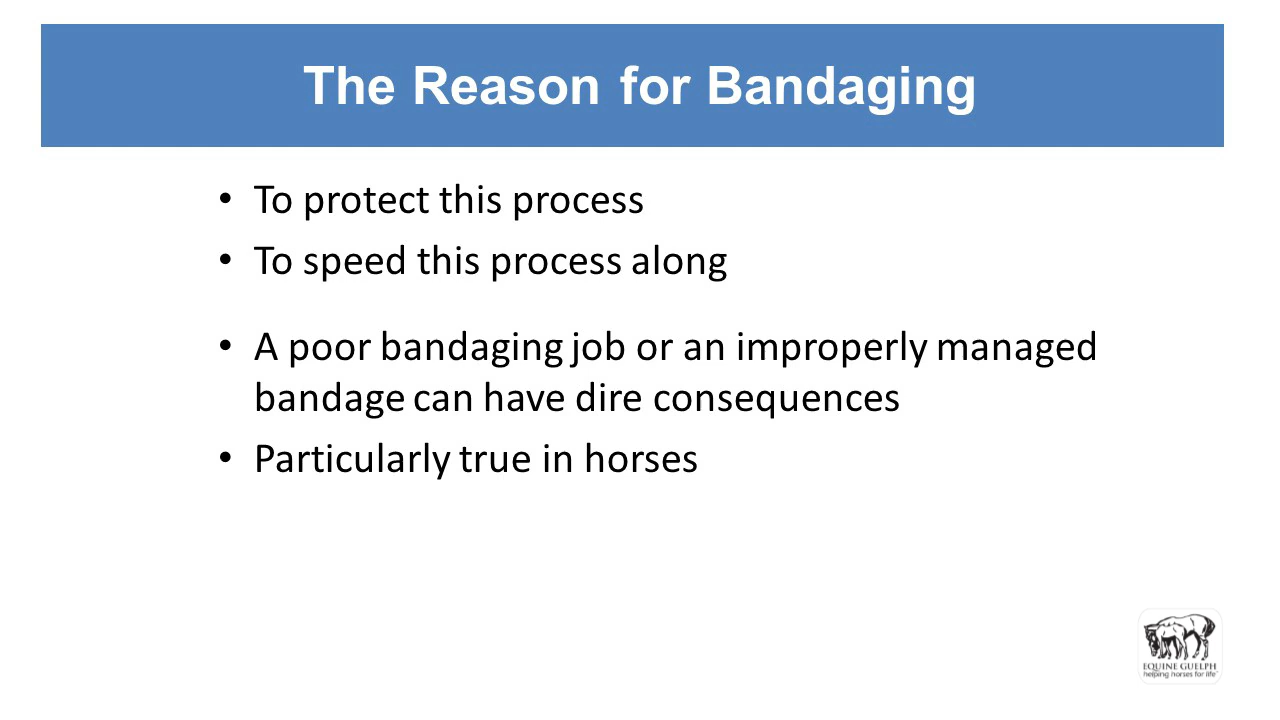 The Reason for Bandaging
• To protect this process
• To speed this process along
• A poor bandaging job or an improperly managed
bandage can have dire consequences
• Particularly true in horses
EQUINE GUELPH
helping horses for life™